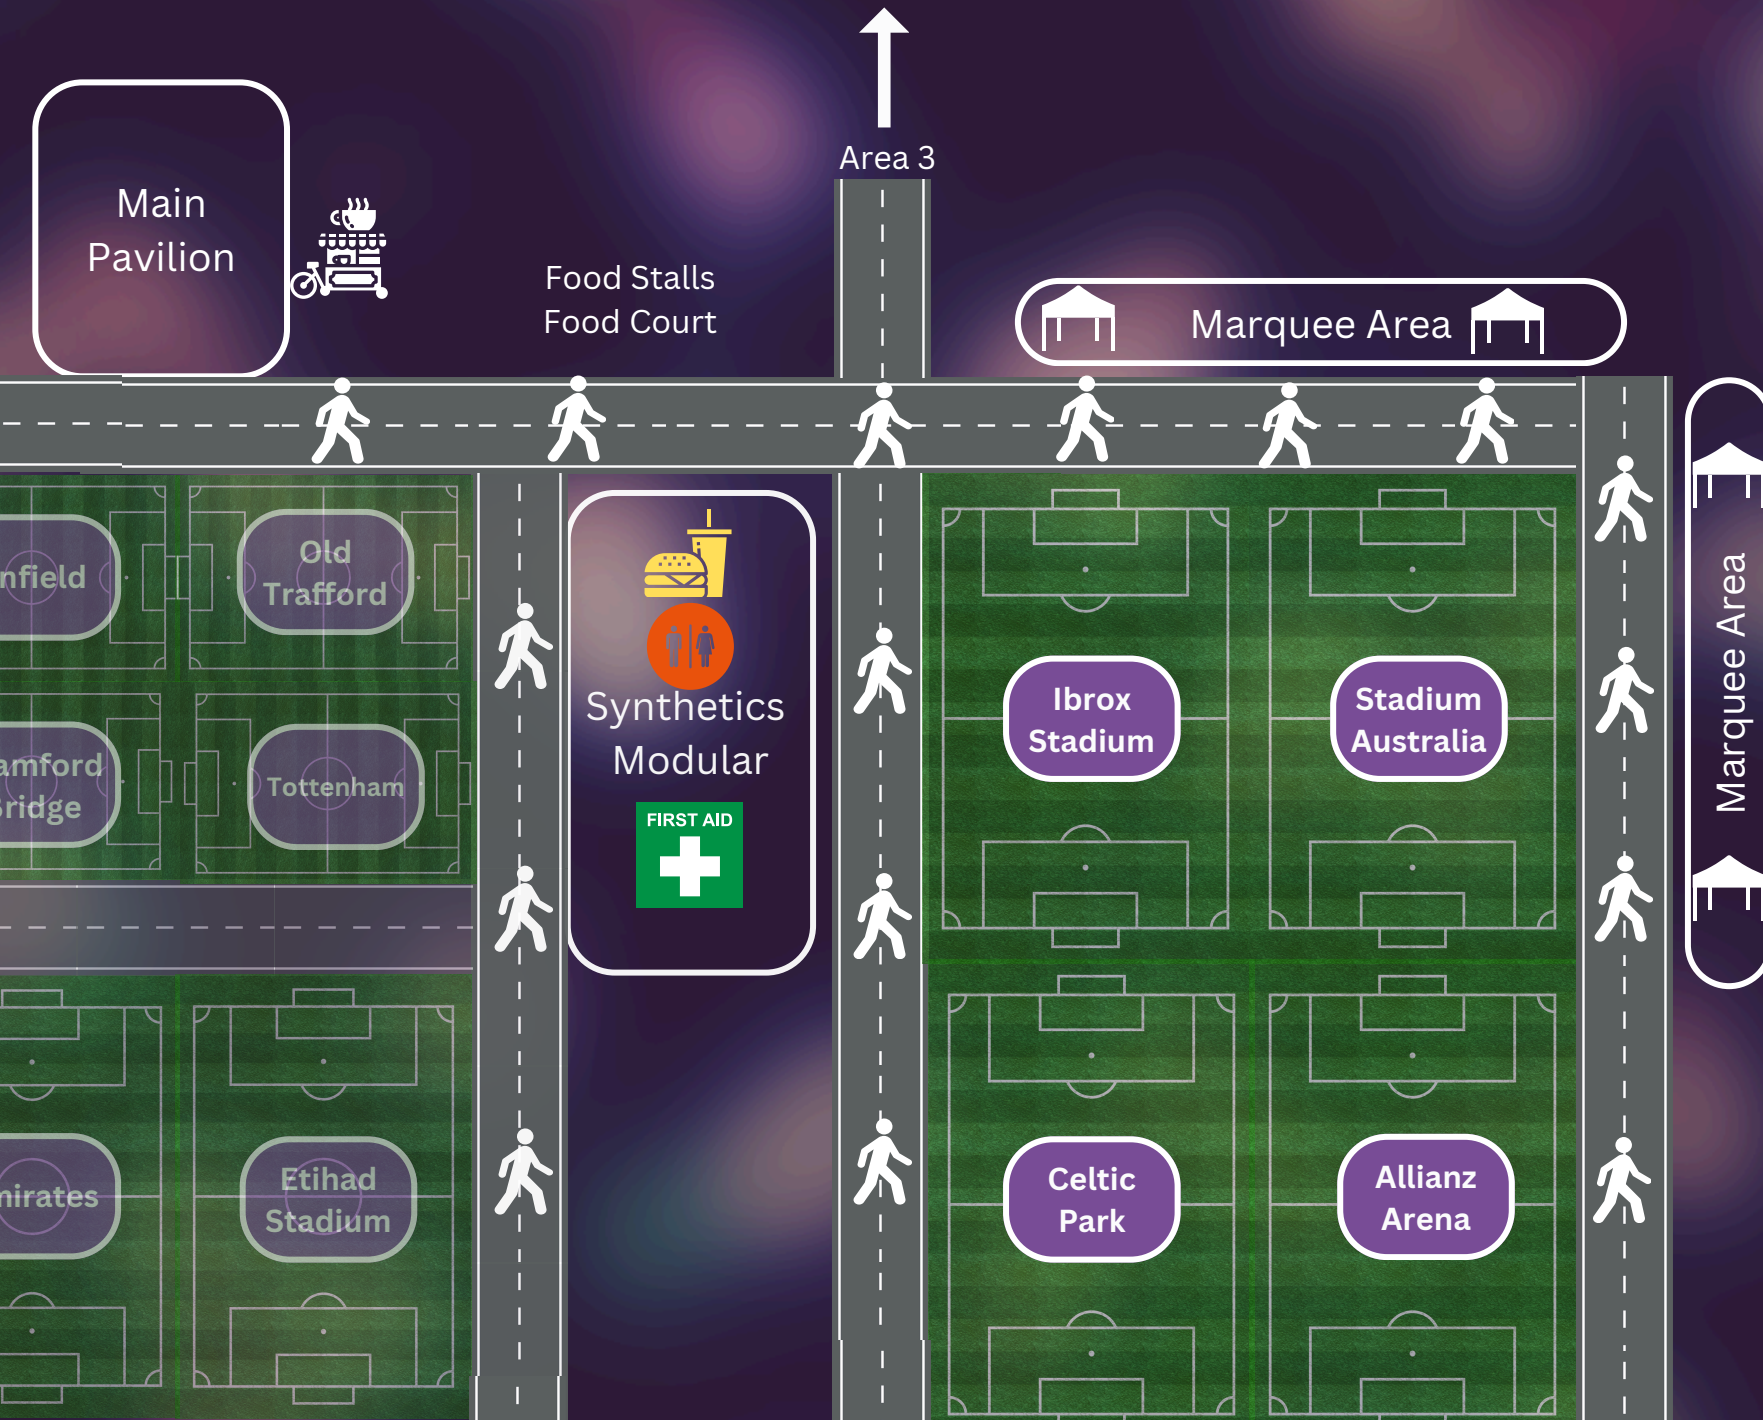 Area 3
Main
Pavilion
Food Stalls
Food Court
Marquee Area
Marquee Area
nfield
Old
Trafford
Synthetics
Modular
FIRST AID
Ibrox
Stadium
Stadium
Australia
amford
ridge
Tottenham
mirates
Etihad
Stadium
Celtic
Park
Allianz
Arena